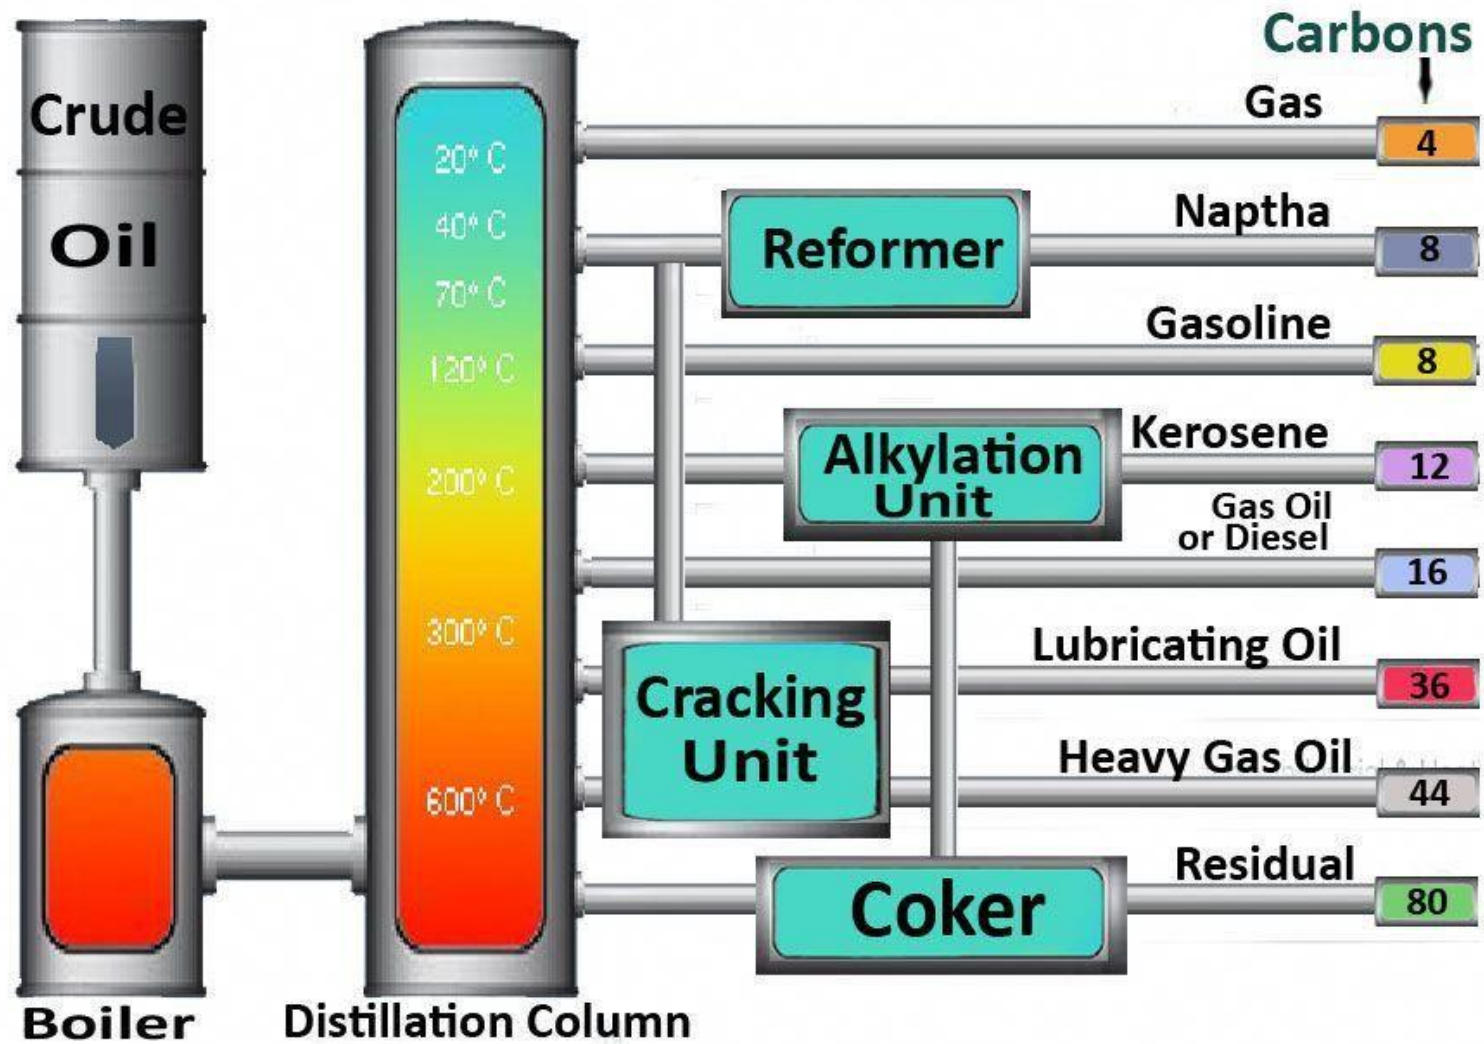 Crude
Oil
Boiler
20° C
40° C
70° C
120° C
200° C
300° C
600° C
Distillation Column
Carbons
Gas
4
Reformer
Naptha
8
Gasoline
8
Alkylation
Unit
Kerosene
12
Gas Oil
or Diesel
16
Cracking
Unit
Lubricating Oil
36
Heavy Gas Oil
44
Coker
Residual
80